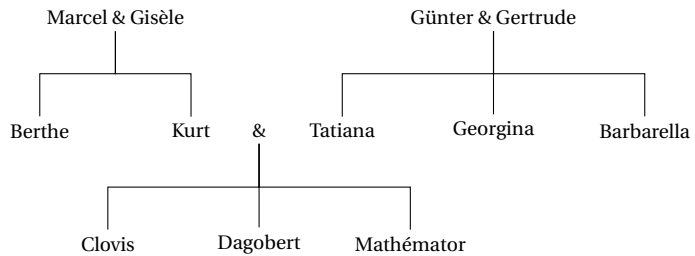 Marcel & Gisèle Günter & Gertrude
Berthe Kurt & Tatiana Georgina Barbarella
Clovis Dagobert Mathémator